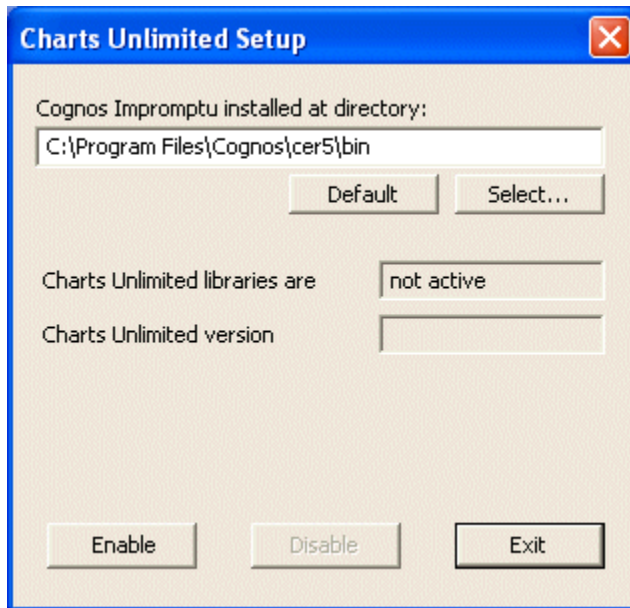 Charts Unlimited Setup
Cognos Impromptu installed at directory:
C:\Program Files\Cognos\cer5\bin
Default Select...
Charts Unlimited libraries are not active
Charts Unlimited version
Enable Disable Exit